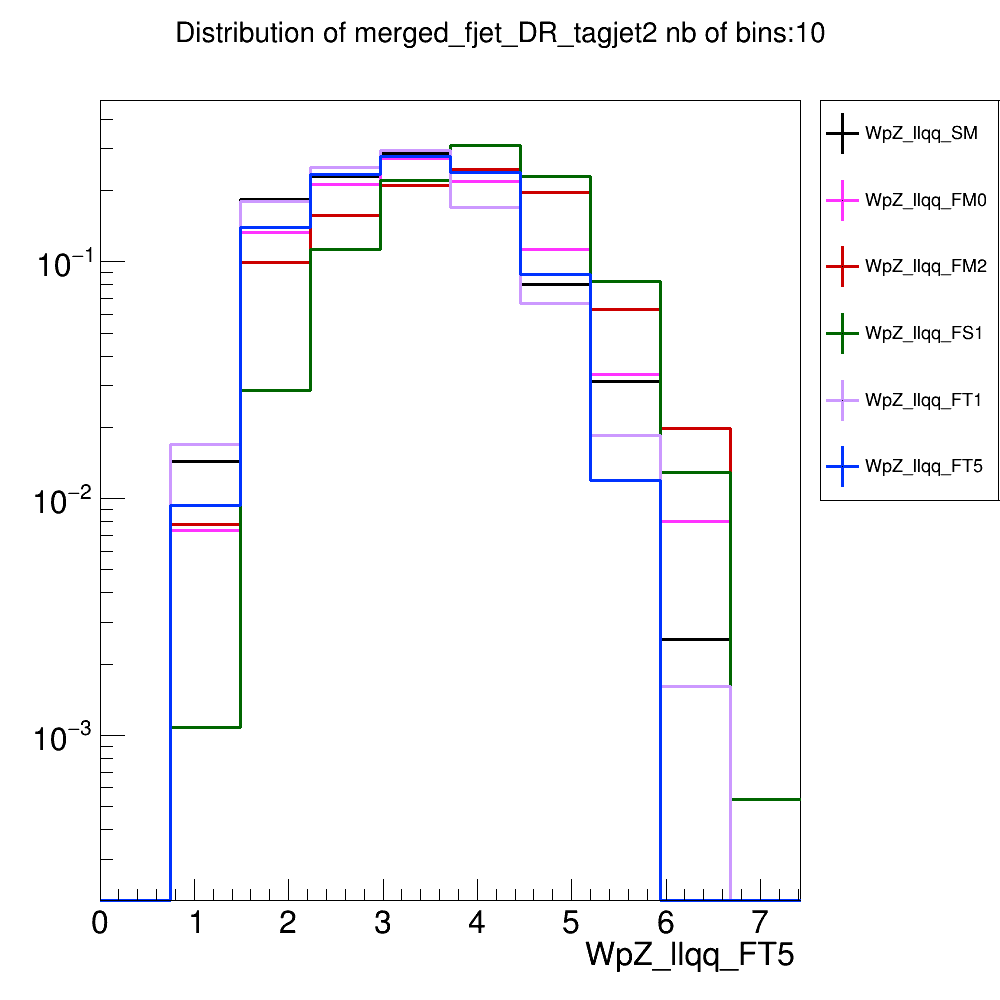 Distribution of merged_fjet_DR_tagjet2 nb of bins:10
WpZ_llqq_SM
WpZ_llqq_FM0
WpZ_llqq_FM2
WpZ_llqq_FS1
WpZ_llqq_FT1
WpZ_llqq_FT5
10⁻¹
10⁻²
10⁻³
0 1 2 3 4 5 6 7
WpZ_llqq_FT5